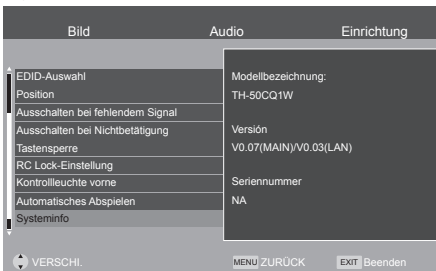 Bild Audio Einrichtung
EDID-Auswahl
Position
Ausschalten bei fehlendem Signal
Ausschalten bei Nichtbetätigung
Tastensperre
RC Lock-Einstellung
Kontrollleuchte vorne
Automatisches Abspielen
Systeminfo
Modellbezeichnung:
TH-50CQ1W
Versión
V0.07(MAIN)/V0.03(LAN)
Seriennummer
NA
VERSCHI. MENU ZURÜCK EXIT Beenden